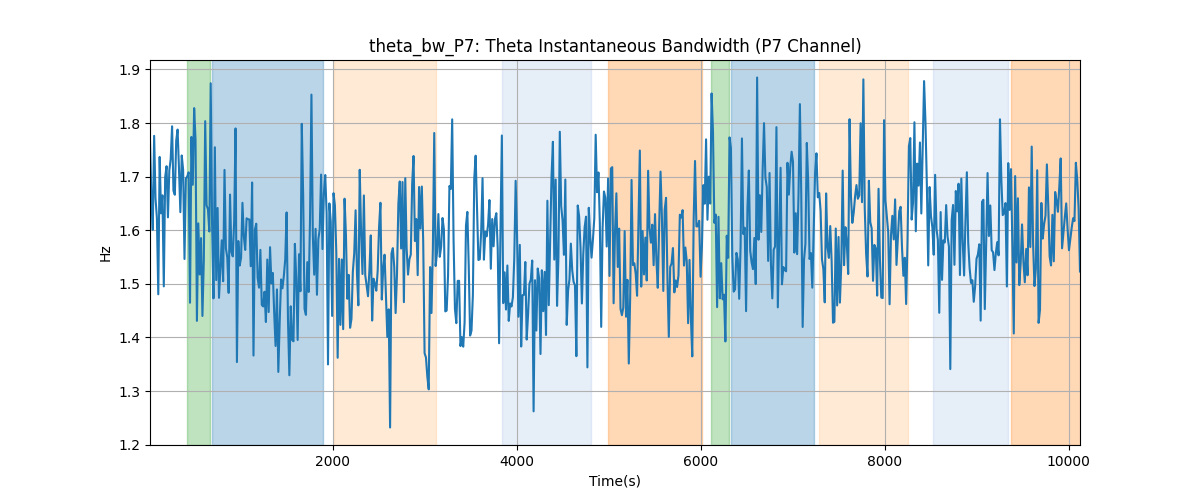 theta_bw_P7: Theta Instantaneous Bandwidth (P7 Channel)
1.9
1.8
1.7
1.6
1.5
1.4
1.3
1.2
Hz
2000 4000 6000 8000 10000
Time(s)